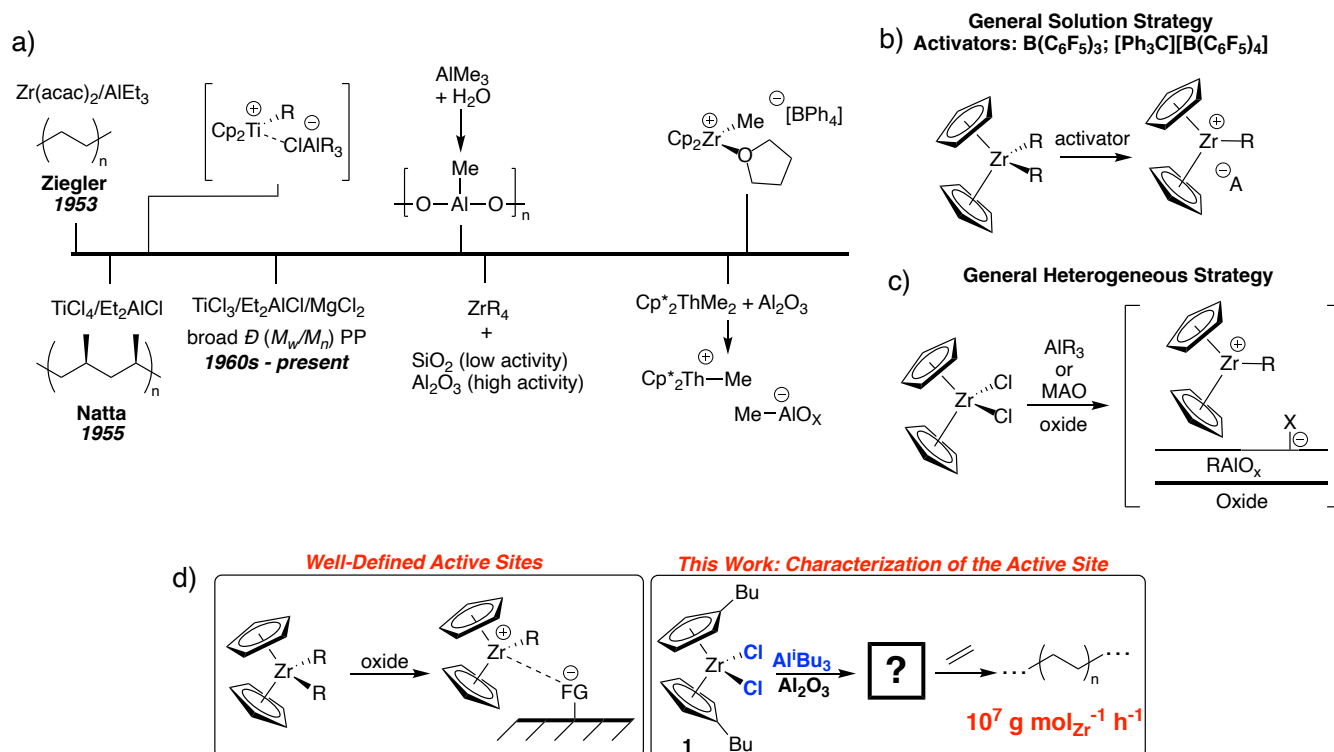 a)
Zr(acac)₂/AlEt₃
n
Ziegler
1953
Cp₂Ti
⊕
R
⊖
ClAlR₃
AlMe₃
+ H₂O
Me
O
Al
O
n
Cp₂Zr
⊕
Me
⊖
[BPh₄]
O
TiCl₄/Et₂AlCl
n
Natta
1955
TiCl₃/Et₂AlCl/MgCl₂
broad Đ (Mw/Mn) PP
1960s - present
ZrR₄
+
SiO₂ (low activity)
Al₂O₃ (high activity)
Cp*₂ThMe₂ + Al₂O₃
⊕
Cp*₂Th—Me
⊖
Me—AlOX
b)
General Solution Strategy
Activators: B(C₆F₅)₃; [Ph₃C][B(C₆F₅)₄]
Zr
R
R
activator
⊕
Zr—R
⊖A
c)
General Heterogeneous Strategy
Zr
Cl
Cl
AlR₃
or
MAO
oxide
⊕
Zr
R
X
⊖
RAlOₓ
Oxide
d)
Well-Defined Active Sites
Zr
R
R
oxide
⊕
Zr
R
⊖
FG
This Work: Characterization of the Active Site
Bu
Zr
Cl
Cl
Bu
1
AlⁱBu₃
Al₂O₃
?
n
10⁷ g molZr⁻¹ h⁻¹